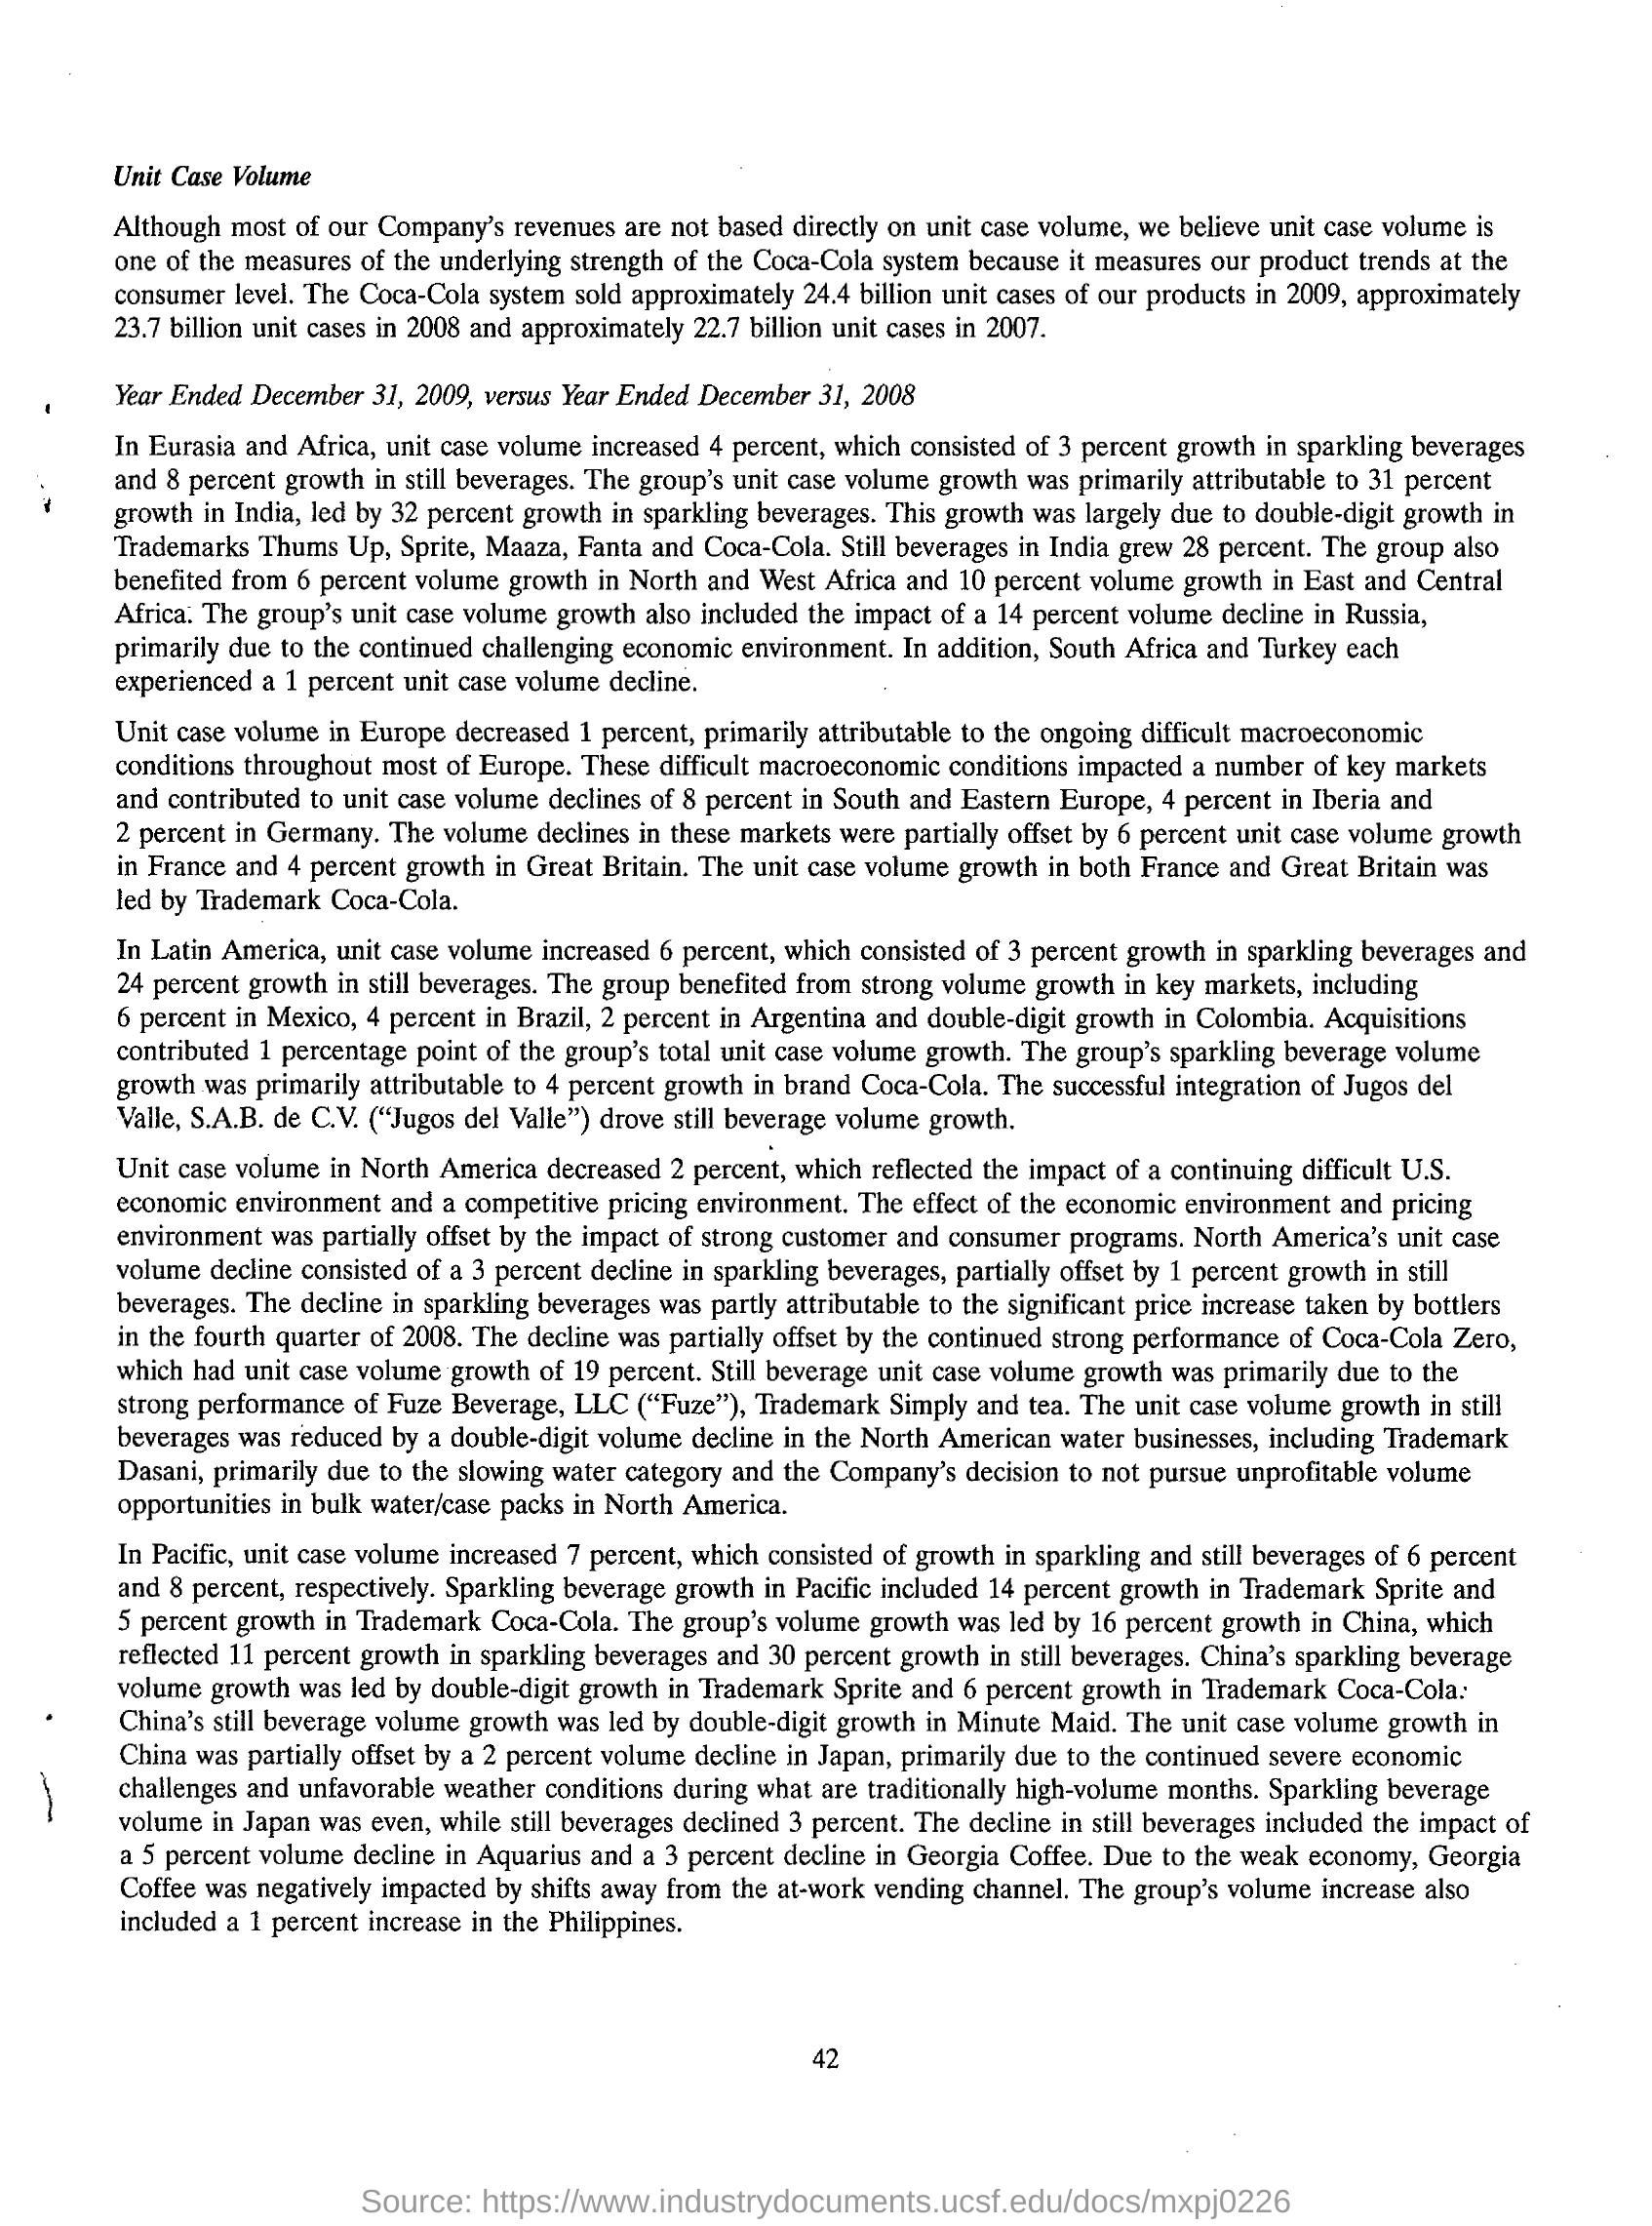 Unit Case Volume
Although most of our Company's revenues are not based directly on unit case volume, we believe unit case volume is
one of the measures of the underlying strength of the Coca-Cola system because it measures our product trends at the
consumer level. The Coca-Cola system sold approximately 24.4 billion unit cases of our products in 2009, approximately
23.7 billion unit cases in 2008 and approximately 22.7 billion unit cases in 2007.
Year Ended December 31, 2009, versus Year Ended December 31, 2008
In Eurasia and Africa, unit case volume increased 4 percent, which consisted of 3 percent growth in sparkling beverages
and 8 percent growth in still beverages. The group's unit case volume growth was primarily attributable to 31 percent
growth in India, led by 32 percent growth in sparkling beverages. This growth was largely due to double-digit growth in
Trademarks Thums Up, Sprite, Maaza, Fanta and Coca-Cola. Still beverages in India grew 28 percent. The group also
benefited from 6 percent volume growth in North and West Africa and 10 percent volume growth in East and Central
Africa. The group's unit case volume growth also included the impact of a 14 percent volume decline in Russia,
primarily due to the continued challenging economic environment. In addition, South Africa and Turkey each
experienced a 1 percent unit case volume decline.
Unit case volume in Europe decreased 1 percent, primarily attributable to the ongoing difficult macroeconomic
conditions throughout most of Europe. These difficult macroeconomic conditions impacted a number of key markets
and contributed to unit case volume declines of 8 percent in South and Eastern Europe, 4 percent in Iberia and
2 percent in Germany. The volume declines in these markets were partially offset by 6 percent unit case volume growth
in France and 4 percent growth in Great Britain. The unit case volume growth in both France and Great Britain was
led by Trademark Coca-Cola.
In Latin America, unit case volume increased 6 percent, which consisted of 3 percent growth in sparkling beverages and
24 percent growth in still beverages. The group benefited from strong volume growth in key markets, including
6 percent in Mexico, 4 percent in Brazil, 2 percent in Argentina and double-digit growth in Colombia. Acquisitions
contributed 1 percentage point of the group's total unit case volume growth. The group's sparkling beverage volume
growth was primarily attributable to 4 percent growth in brand Coca-Cola. The successful integration of Jugos del
Valle, S.A.B. de C.V. ("Jugos del Valle") drove still beverage volume growth.
Unit case volume in North America decreased 2 percent, which reflected the impact of a continuing difficult U.S.
economic environment and a competitive pricing environment. The effect of the economic environment and pricing
environment was partially offset by the impact of strong customer and consumer programs. North America's unit case
volume decline consisted of a 3 percent decline in sparkling beverages, partially offset by 1 percent growth in still
beverages. The decline in sparkling beverages was partly attributable to the significant price increase taken by bottlers
in the fourth quarter of 2008. The decline was partially offset by the continued strong performance of Coca-Cola Zero,
which had unit case volume growth of 19 percent. Still beverage unit case volume growth was primarily due to the
strong performance of Fuze Beverage, LLC ("Fuze"), Trademark Simply and tea. The unit case volume growth in still
beverages was reduced by a double-digit volume decline in the North American water businesses, including Trademark
Dasani, primarily due to the slowing water category and the Company's decision to not pursue unprofitable volume
opportunities in bulk water/case packs in North America.
In Pacific, unit case volume increased 7 percent, which consisted of growth in sparkling and still beverages of 6 percent
and 8 percent, respectively. Sparkling beverage growth in Pacific included 14 percent growth in Trademark Sprite and
5 percent growth in Trademark Coca-Cola. The group's volume growth was led by 16 percent growth in China, which
reflected 11 percent growth in sparkling beverages and 30 percent growth in still beverages. China's sparkling beverage
volume growth was led by double-digit growth in Trademark Sprite and 6 percent growth in Trademark Coca-Cola.
China's still beverage volume growth was led by double-digit growth in Minute Maid. The unit case volume growth in
China was partially offset by a 2 percent volume decline in Japan, primarily due to the continued severe economic
challenges and unfavorable weather conditions during what are traditionally high-volume months. Sparkling beverage
volume in Japan was even, while still beverages declined 3 percent. The decline in still beverages included the impact of
a 5 percent volume decline in Aquarius and a 3 percent decline in Georgia Coffee. Due to the weak economy, Georgia
Coffee was negatively impacted by shifts away from the at-work vending channel. The group's volume increase also
included a 1 percent increase in the Philippines.
42
Source: https://www.industrydocuments.ucsf.edu/docs/mxpj0226